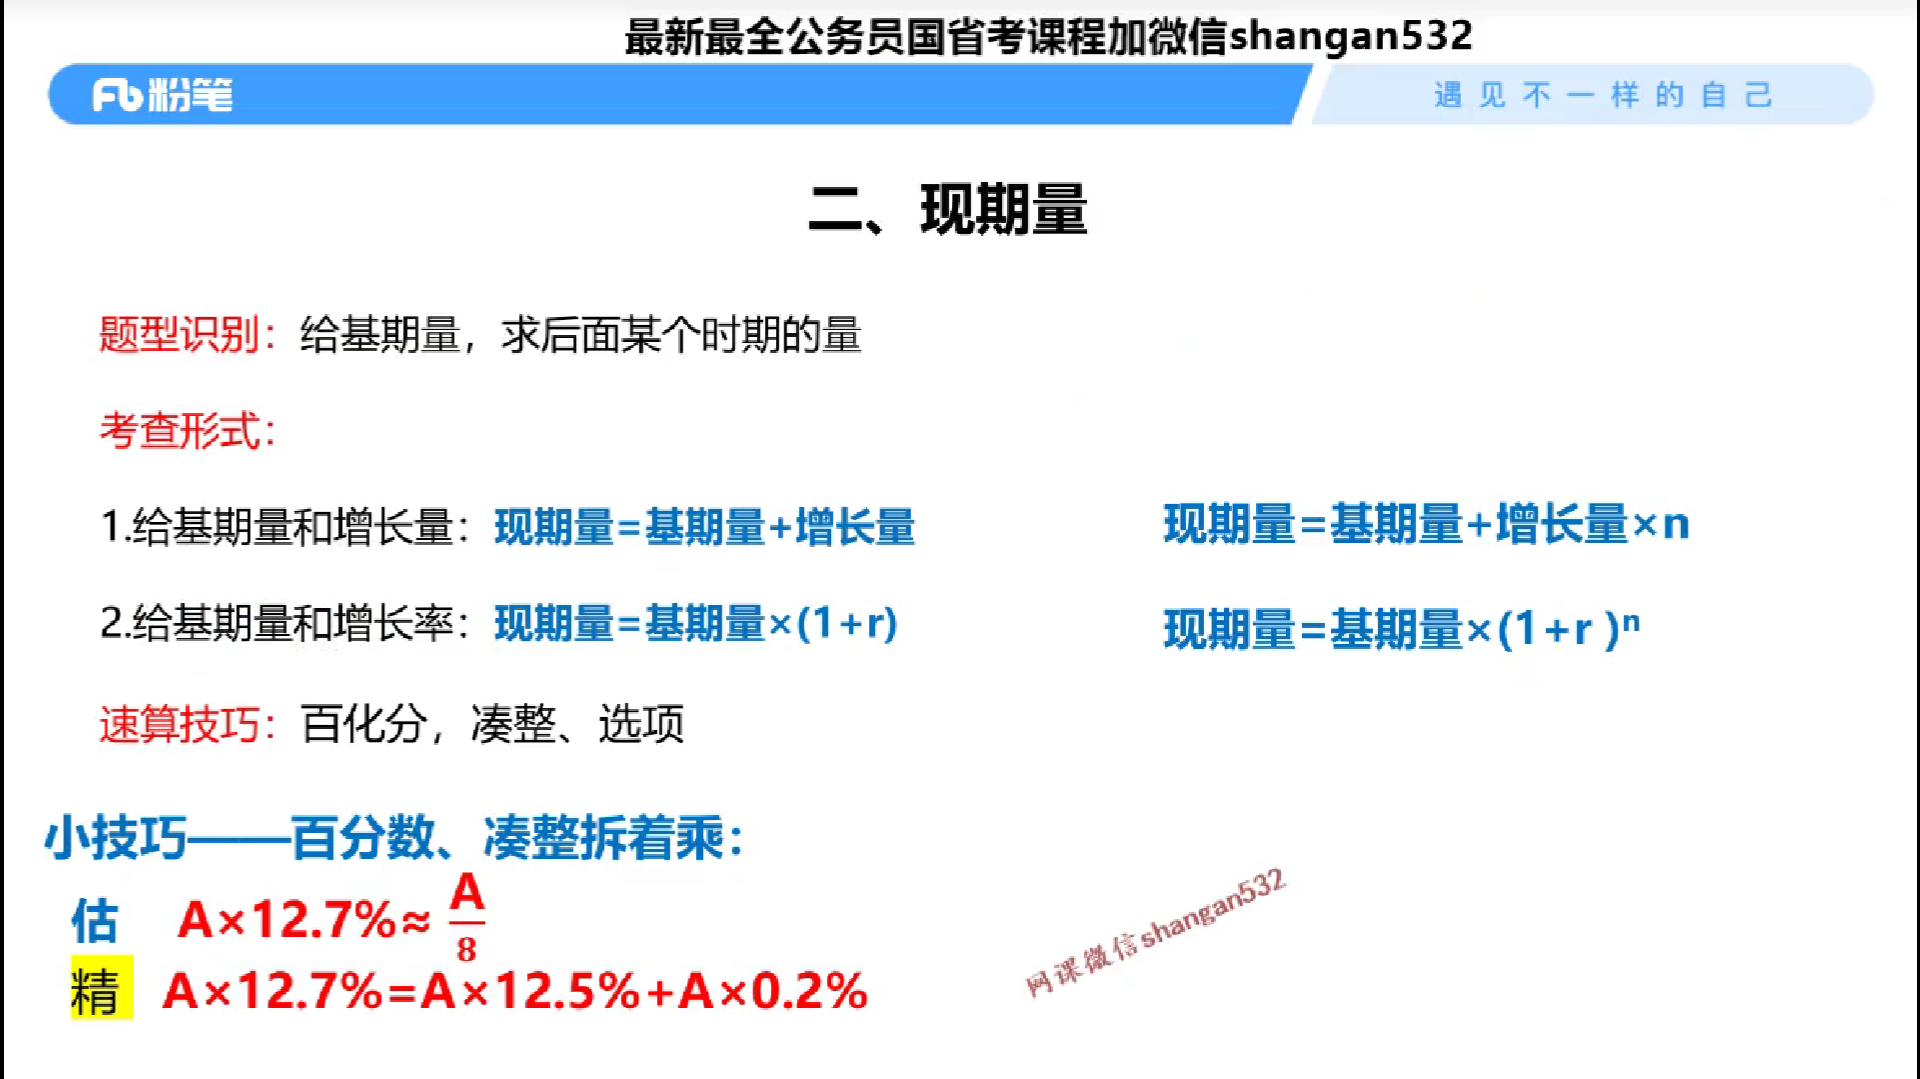 最新最全公务员国省考课程加微信shangan532
粉笔
遇见不一样的自己
二、现期量
题型识别：给基期量，求后面某个时期的量
考查形式：
1.给基期量和增长量：现期量=基期量+增长量
现期量=基期量+增长量×n
2.给基期量和增长率：现期量=基期量×(1+r)
现期量=基期量×(1+r )ⁿ
速算技巧：百化分，凑整、选项
小技巧——百分数、凑整拆着乘：
估 A×12.7%≈ A/8
精 A×12.7%=A×12.5%+A×0.2%
网课微信shangan532